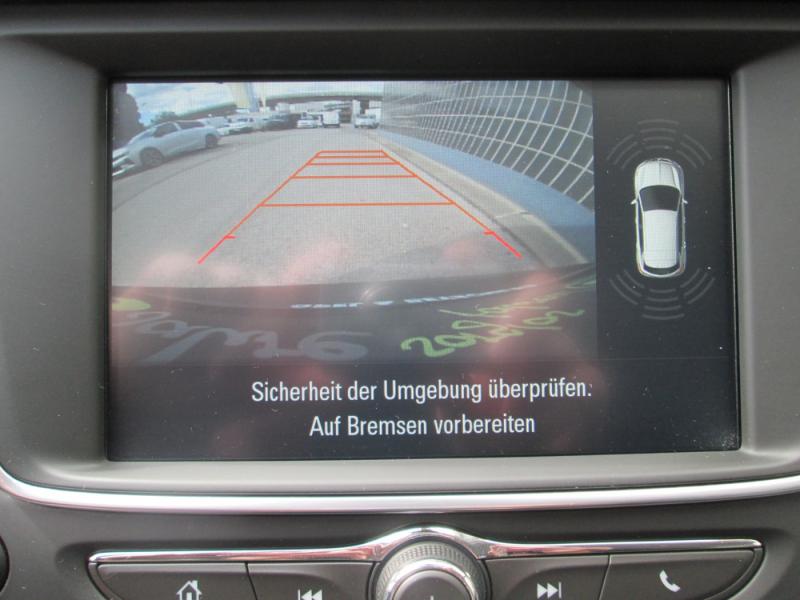 Sicherheit der Umgebung überprüfen.
Auf Bremsen vorbereiten